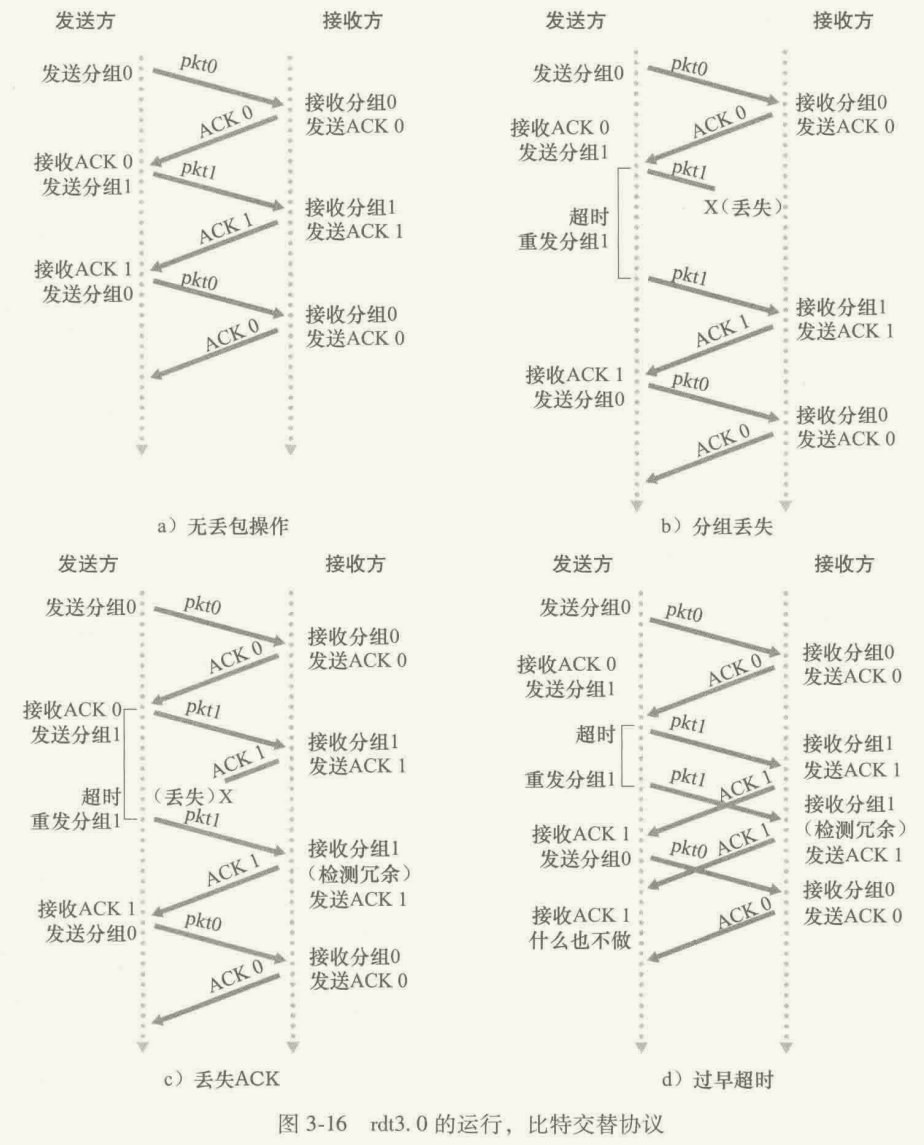 发送方
接收方
发送分组0
pkt0
接收分组0
发送ACK 0
ACK 0
接收ACK 0
发送分组1
pkt1
接收分组1
发送ACK 1
ACK 1
接收ACK 1
发送分组0
pkt0
接收分组0
发送ACK 0
ACK 0
a）无丢包操作
发送方
接收方
发送分组0
pkt0
接收分组0
发送ACK 0
ACK 0
接收ACK 0
发送分组1
pkt1
X（丢失）
超时
重发分组1
pkt1
接收分组1
发送ACK 1
ACK 1
接收ACK 1
发送分组0
pkt0
接收分组0
发送ACK 0
ACK 0
b）分组丢失
发送方
接收方
发送分组0
pkt0
接收分组0
发送ACK 0
ACK 0
接收ACK 0
发送分组1
pkt1
接收分组1
发送ACK 1
ACK 1
（丢失）X
超时
重发分组1
pkt1
接收分组1
（检测冗余）
发送ACK 1
ACK 1
接收ACK 1
发送分组0
pkt0
接收分组0
发送ACK 0
ACK 0
c）丢失ACK
发送方
接收方
发送分组0
pkt0
接收分组0
发送ACK 0
ACK 0
接收ACK 0
发送分组1
pkt1
超时
重发分组1
pkt1
接收分组1
发送ACK 1
ACK 1
接收分组1
（检测冗余）
发送ACK 1
ACK 1
接收ACK 1
发送分组0
pkt0
接收分组0
发送ACK 0
ACK 0
接收ACK 1
什么也不做
d）过早超时
图 3-16 rdt3. 0 的运行，比特交替协议